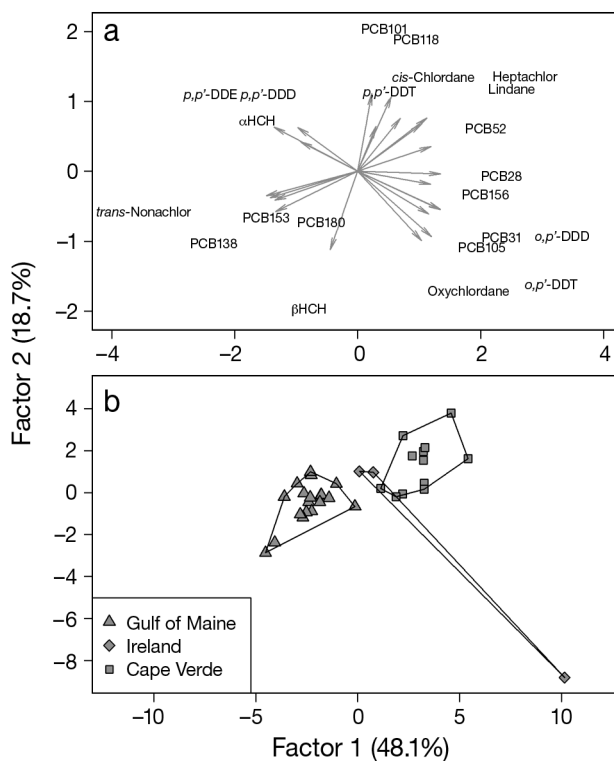 a
PCB101
PCB118
cis-Chlordane
Heptachlor
p,p'-DDE p,p'-DDD
p,p'-DDT
Lindane
αHCH
PCB52
PCB28
PCB156
trans-Nonachlor
PCB153
PCB180
PCB138
PCB31
o,p'-DDD
PCB105
Oxychlordane
o,p'-DDT
βHCH
2
1
0
−1
−2
−4
−2
0
2
4
Factor 2 (18.7%)
b
4
2
0
−2
−4
−6
−8
Gulf of Maine
Ireland
Cape Verde
−10
−5
0
5
10
Factor 1 (48.1%)